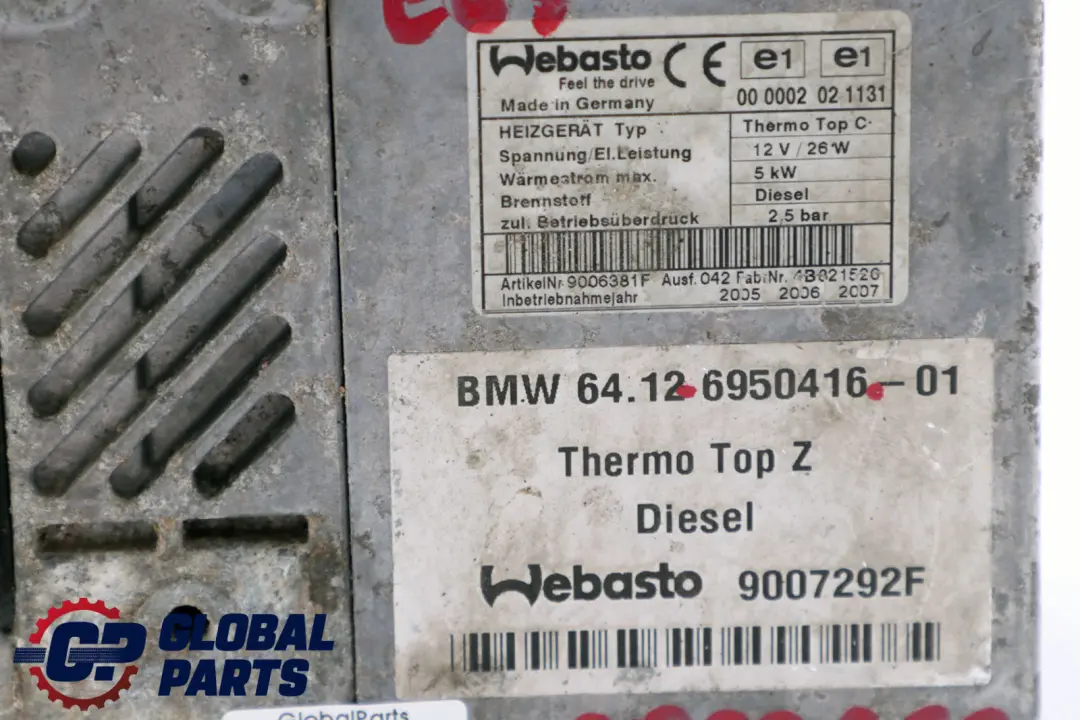 Webasto CE e1 e1
Feel the drive
Made in Germany 00 0002 02 1131
HEIZGERÄT Typ Thermo Top C
Spannung/El.Leistung 12 V / 26 W
Wärmestrom max. 5 kW
Brennstoff Diesel
zul. Betriebsüberdruck 2,5 bar
ArtikelNr 9006381F Ausf. 042 Fab.Nr.
Inbetriebnahmejahr 2005 2006 2007
BMW 64.12 6950416 - 01
Thermo Top Z
Diesel
Webasto 9007292F
GP GLOBAL
PARTS
GlobalParts